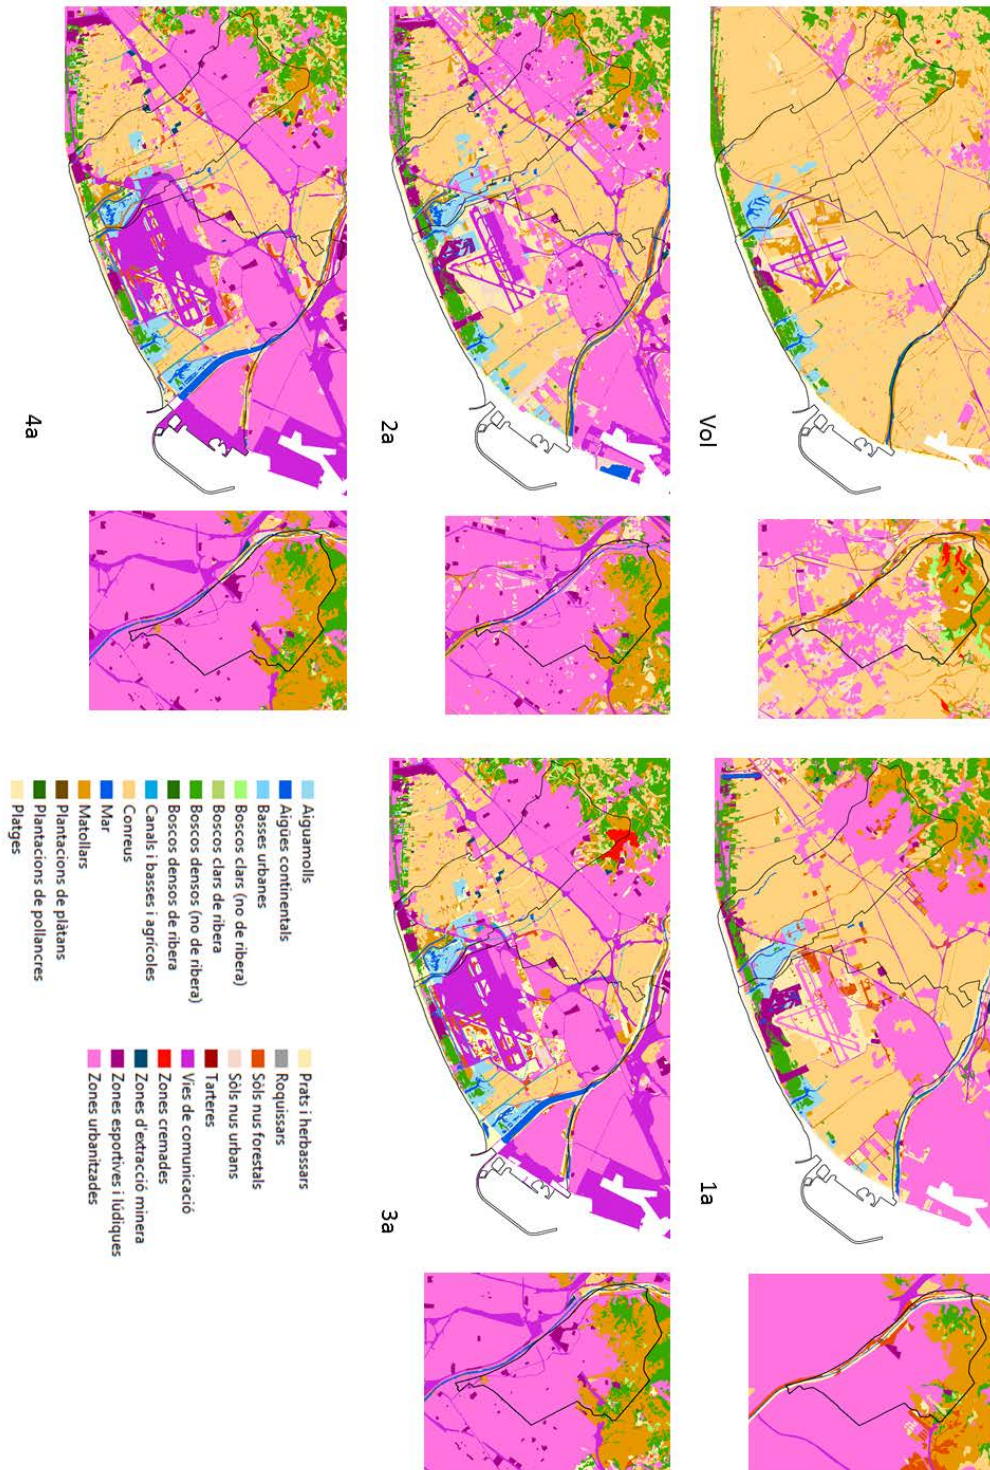 Vol
1a
2a
3a
4a
Aiguamolls
Aigües continentals
Basses urbanes
Boscos clars (no de ribera)
Boscos clars de ribera
Boscos densos (no de ribera)
Boscos densos de ribera
Canals i basses i agrícoles
Conreus
Mar
Matollars
Plantacions de plàtans
Plantacions de pollancres
Platges
Prats i herbassars
Roquissars
Sòls nus forestals
Sòls nus urbans
Tarteres
Vies de comunicació
Zones cremades
Zones d'extracció minera
Zones esportives i lúdiques
Zones urbanitzades